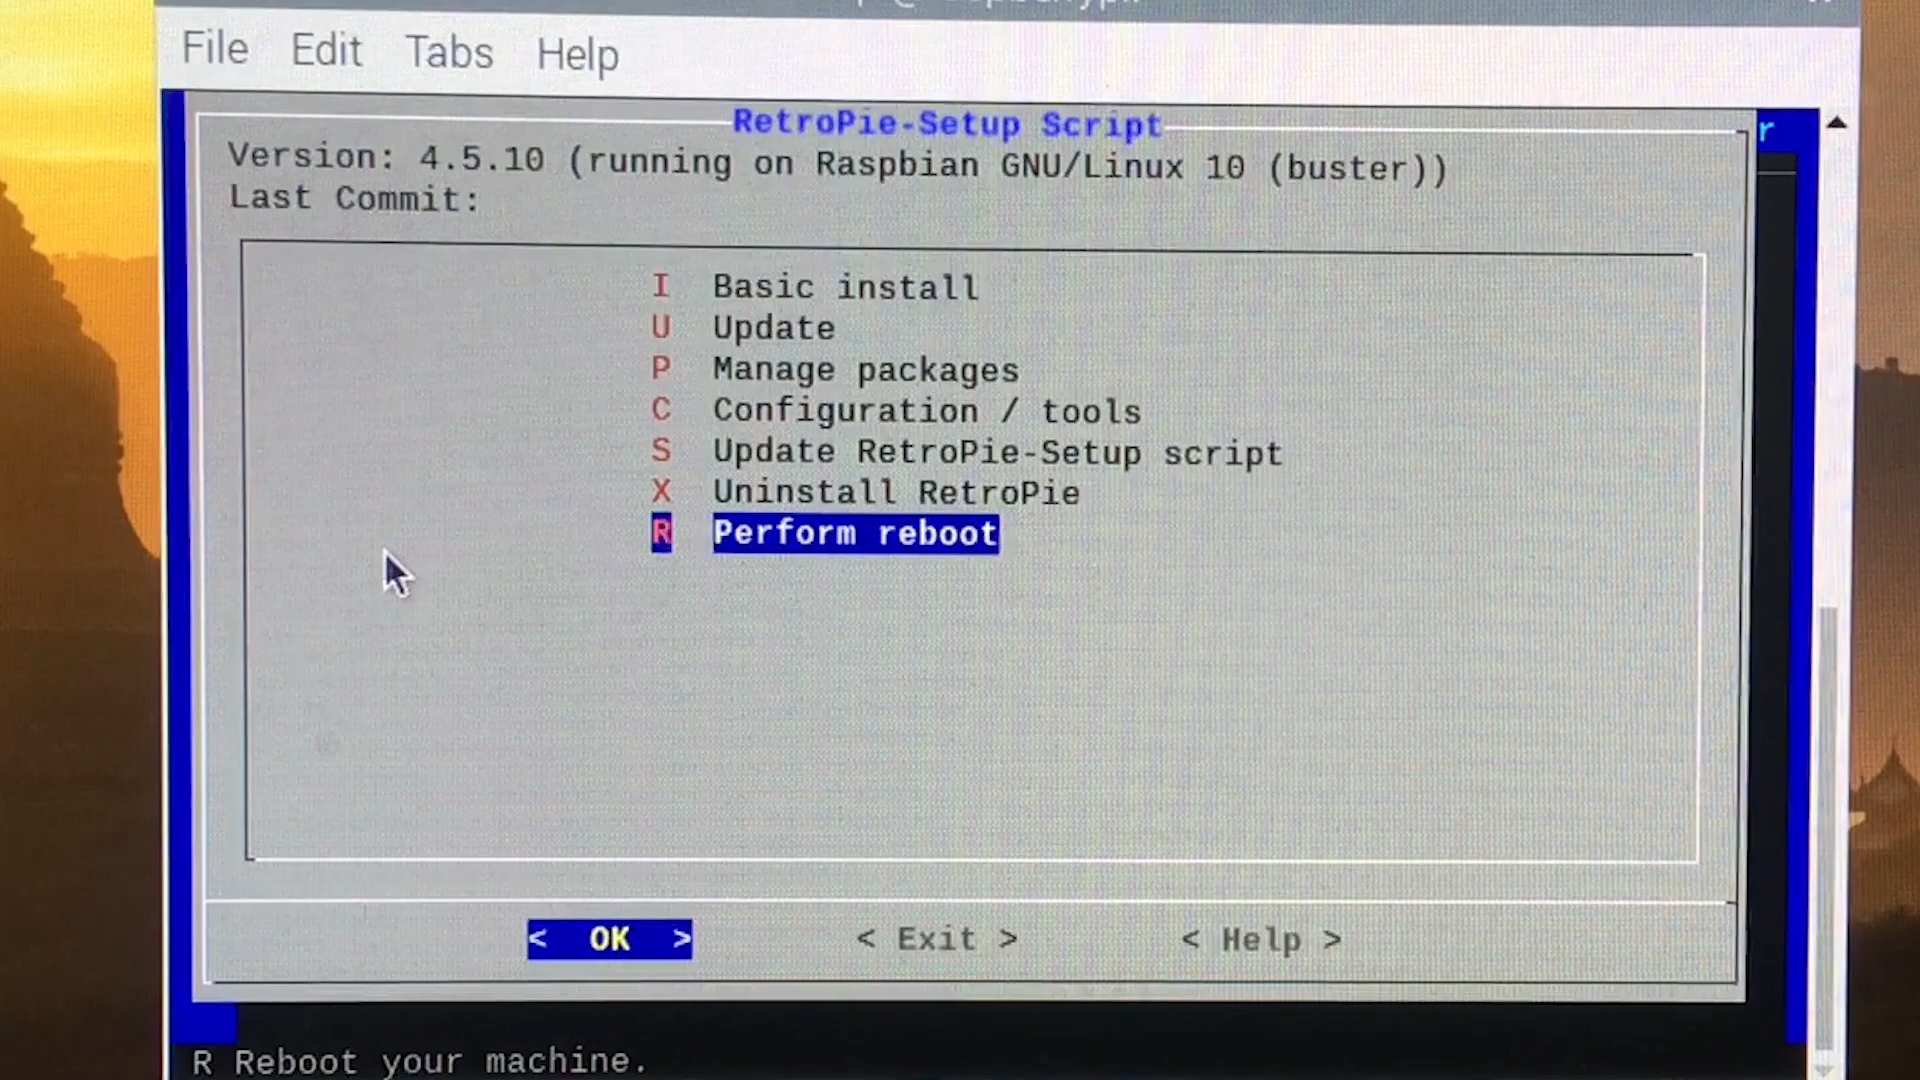 File Edit Tabs Help
RetroPie-Setup Script
r
Version: 4.5.10 (running on Raspbian GNU/Linux 10 (buster))
Last Commit:
I Basic install
U Update
P Manage packages
C Configuration / tools
S Update RetroPie-Setup script
X Uninstall RetroPie
R Perform reboot
< OK > < Exit > < Help >
R Reboot your machine.